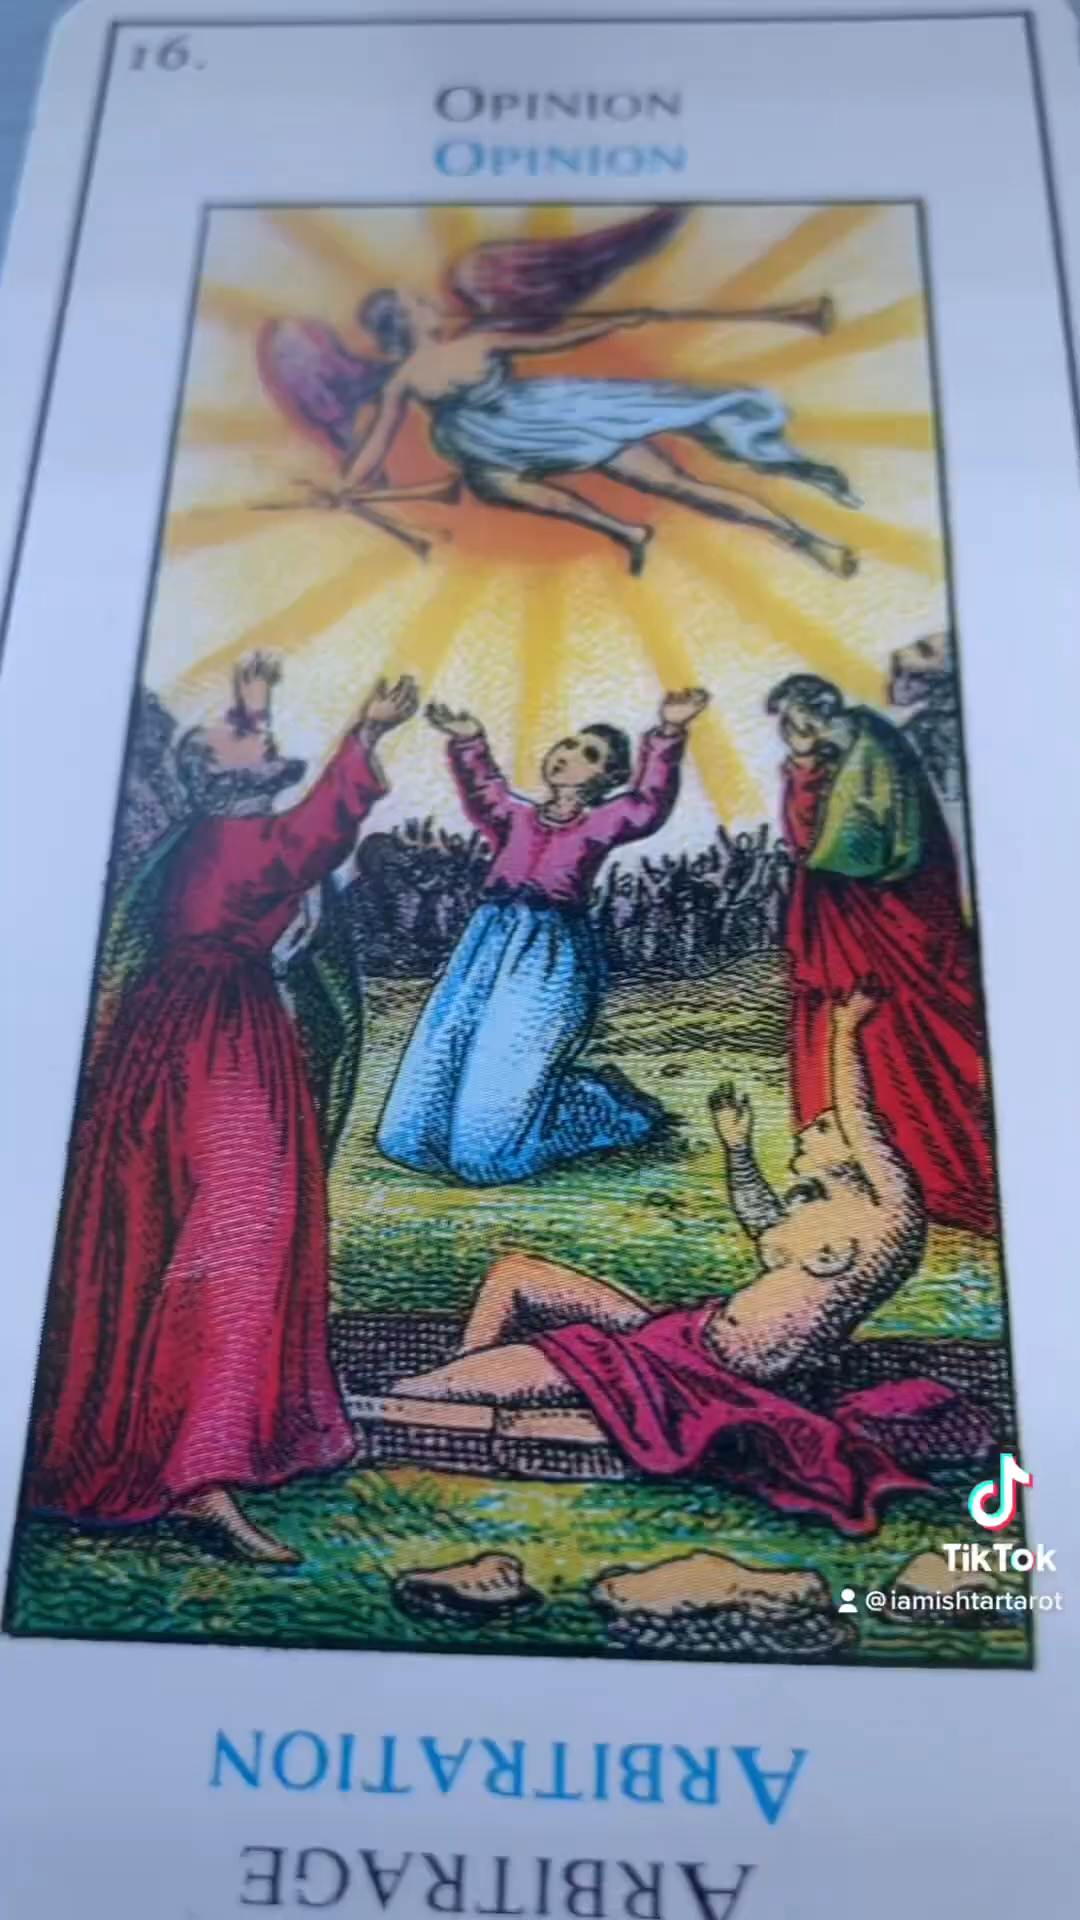 16.
OPINION
OPINION
TikTok
@iamishtartarot
ARBITRATION
ARBITRAGE